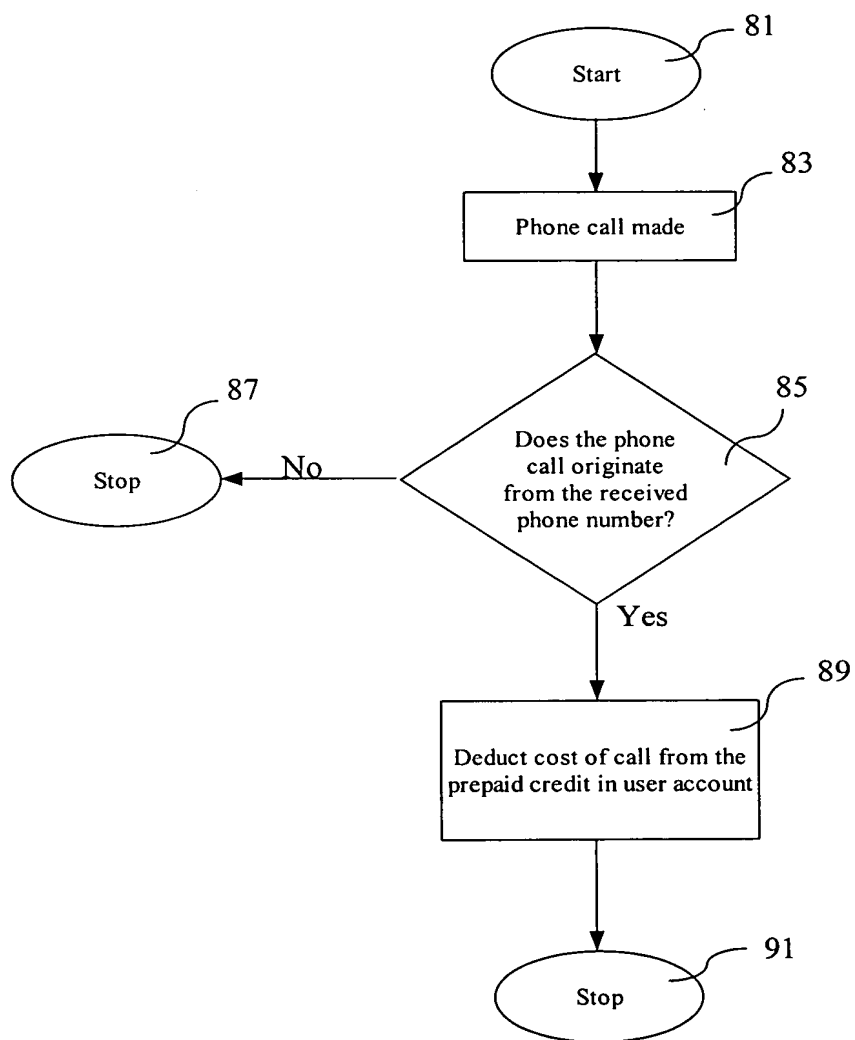 81
Start
83
Phone call made
85
Does the phone
call originate
from the received
phone number?
87
Stop
No
Yes
89
Deduct cost of call from the
prepaid credit in user account
91
Stop